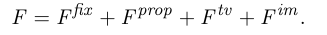 F = F^{fix} + F^{prop} + F^{tv} + F^{im}.